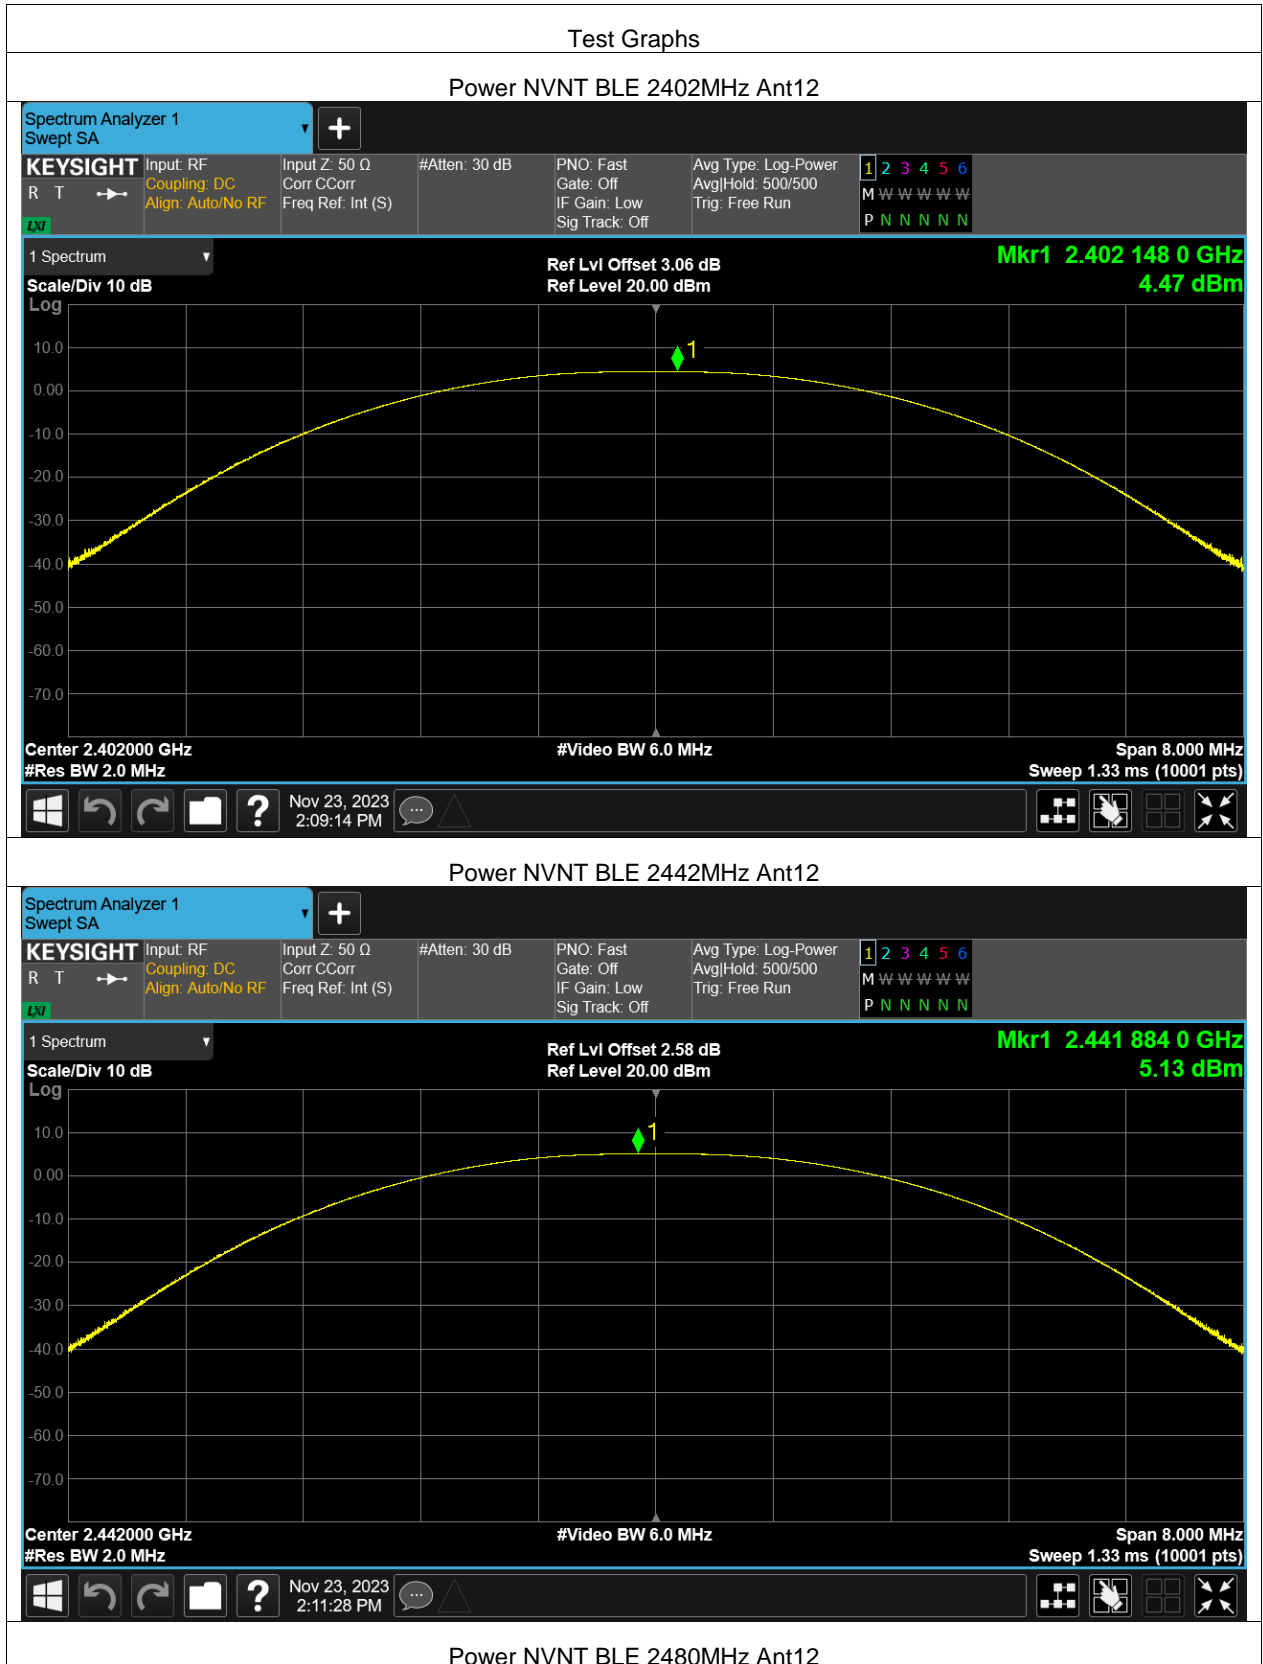 Test Graphs
Power NVNT BLE 2402MHz Ant12
Spectrum Analyzer 1
Swept SA
KEYSIGHT
R T
LXI
Input: RF
Coupling: DC
Align: Auto/No RF
Input Z: 50 Ω
Corr CCorr
Freq Ref: Int (S)
#Atten: 30 dB
PNO: Fast
Gate: Off
IF Gain: Low
Sig Track: Off
Avg Type: Log-Power
Avg|Hold: 500/500
Trig: Free Run
1 2 3 4 5 6
M W W W W W
P N N N N N
1 Spectrum
Scale/Div 10 dB
Log
Ref Lvl Offset 3.06 dB
Ref Level 20.00 dBm
Mkr1 2.402 148 0 GHz
4.47 dBm
1
10.0
0.00
-10.0
-20.0
-30.0
-40.0
-50.0
-60.0
-70.0
Center 2.402000 GHz
#Res BW 2.0 MHz
#Video BW 6.0 MHz
Span 8.000 MHz
Sweep 1.33 ms (10001 pts)
?
Nov 23, 2023
2:09:14 PM
Power NVNT BLE 2442MHz Ant12
Spectrum Analyzer 1
Swept SA
KEYSIGHT
R T
LXI
Input: RF
Coupling: DC
Align: Auto/No RF
Input Z: 50 Ω
Corr CCorr
Freq Ref: Int (S)
#Atten: 30 dB
PNO: Fast
Gate: Off
IF Gain: Low
Sig Track: Off
Avg Type: Log-Power
Avg|Hold: 500/500
Trig: Free Run
1 2 3 4 5 6
M W W W W W
P N N N N N
1 Spectrum
Scale/Div 10 dB
Log
Ref Lvl Offset 2.58 dB
Ref Level 20.00 dBm
Mkr1 2.441 884 0 GHz
5.13 dBm
1
10.0
0.00
-10.0
-20.0
-30.0
-40.0
-50.0
-60.0
-70.0
Center 2.442000 GHz
#Res BW 2.0 MHz
#Video BW 6.0 MHz
Span 8.000 MHz
Sweep 1.33 ms (10001 pts)
?
Nov 23, 2023
2:11:28 PM
Power NVNT BLE 2480MHz Ant12